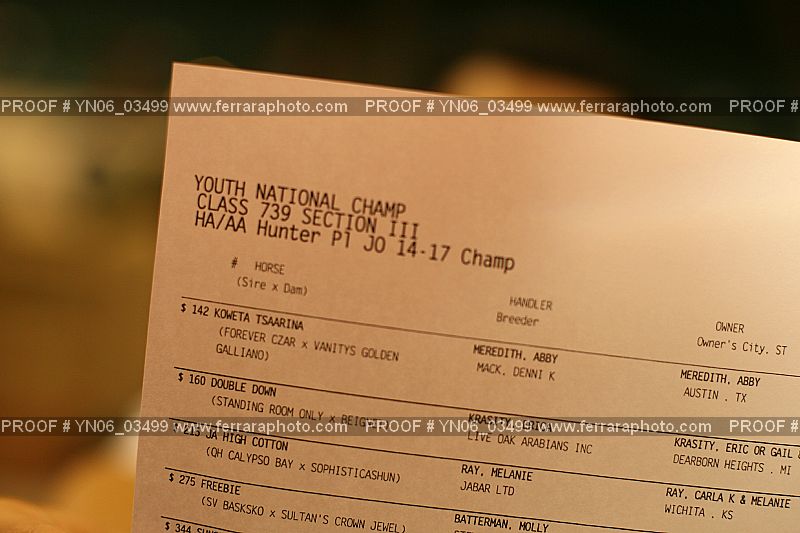 PROOF # YN06_03499 www.ferraraphoto.com PROOF # YN06_03499 www.ferraraphoto.com PROOF # YN06_03499
YOUTH NATIONAL CHAMP
CLASS 739 SECTION III
HA/AA Hunter Pl JO 14-17 Champ
# HORSE HANDLER OWNER
(Sire x Dam) Breeder Owner's City, ST
$ 142 KOWETA TSAARINA MEREDITH, ABBY MEREDITH, ABBY
(FOREVER CZAR x VANITYS GOLDEN MACK, DENNI K AUSTIN , TX
GALLIANO)
$ 160 DOUBLE DOWN KRASITY, KRASITY, ERIC OR GAIL
(STANDING ROOM ONLY x LIVE OAK ARABIANS INC DEARBORN HEIGHTS , MI
PROOF # YN06_03499 www.ferraraphoto.com PROOF # YN06_03499 www.ferraraphoto.com PROOF # YN06_03499
JA HIGH COTTON RAY, MELANIE RAY, CARLA K & MELANIE
(QH CALYPSO BAY x SOPHISTICASHUN) JABAR LTD WICHITA , KS
$ 275 FREEBIE BATTERMAN, MOLLY
(SV BASKSKO x SULTAN'S CROWN JEWEL)
$ 344